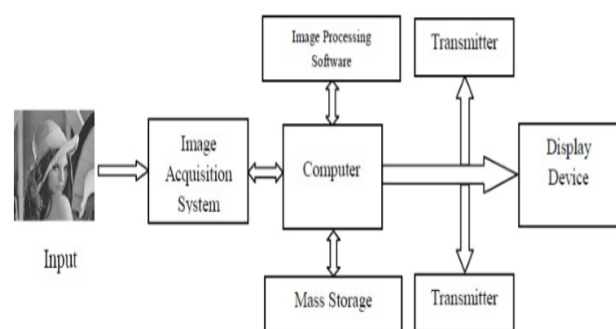 Image Processing
Software
Transmitter
Image
Acquisition
System
Computer
Display
Device
Input
Mass Storage
Transmitter